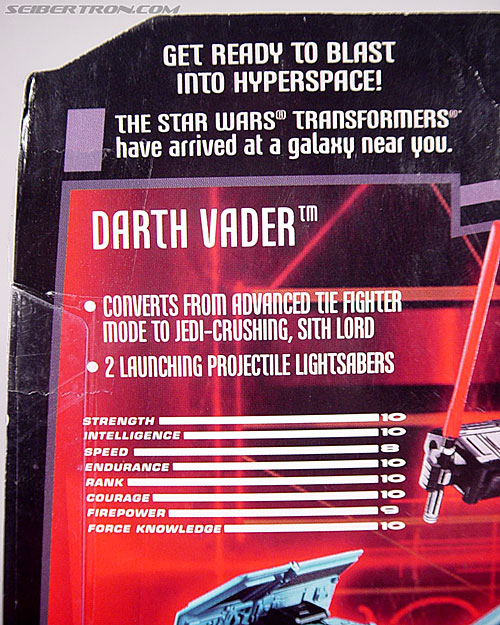 SEIBERTRON.COM
GET READY TO BLAST
INTO HYPERSPACE!
THE STAR WARS® TRANSFORMERS®
have arrived at a galaxy near you.
DARTH VADER™
• CONVERTS FROM ADVANCED TIE FIGHTER
MODE TO JEDI-CRUSHING, SITH LORD
• 2 LAUNCHING PROJECTILE LIGHTSABERS
STRENGTH 10
INTELLIGENCE 10
SPEED 8
ENDURANCE 10
RANK 10
COURAGE 10
FIREPOWER 9
FORCE KNOWLEDGE 10